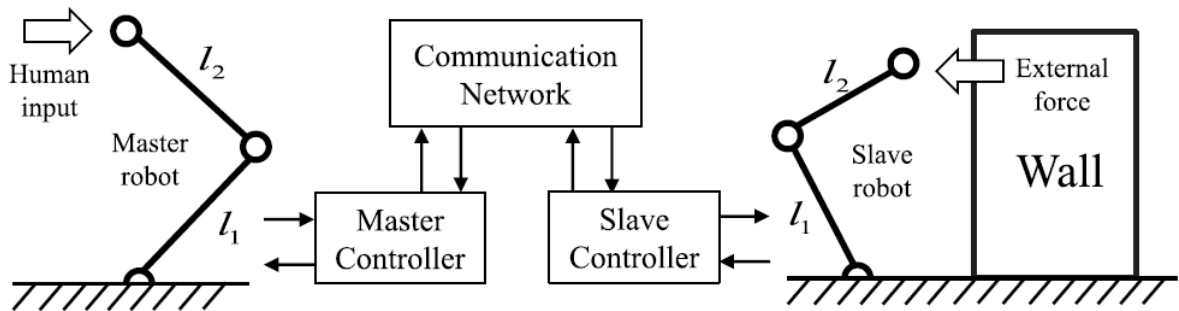 Human
input
l2
Master
robot
l1
Communication
Network
Master
Controller
Slave
Controller
l2
Slave
robot
l1
External
force
Wall